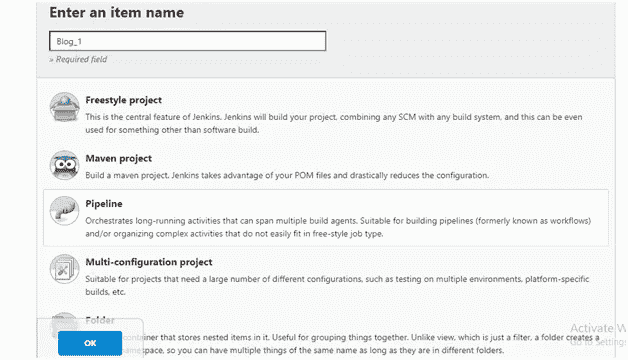 Enter an item name
Blog_1
» Required field
Freestyle project
This is the central feature of Jenkins. Jenkins will build your project, combining any SCM with any build system, and this can be even
used for something other than software build.
Maven project
Build a maven project. Jenkins takes advantage of your POM files and drastically reduces the configuration.
Pipeline
Orchestrates long-running activities that can span multiple build agents. Suitable for building pipelines (formerly known as workflows)
and/or organizing complex activities that do not easily fit in free-style job type.
Multi-configuration project
Suitable for projects that need a large number of different configurations, such as testing on multiple environments, platform-specific
builds, etc.
Folder
container that stores nested items in it. Useful for grouping things together. Unlike view, which is just a filter, a folder creates a
space, so you can have multiple things of the same name as long as they are in different folders.
OK
Activate W